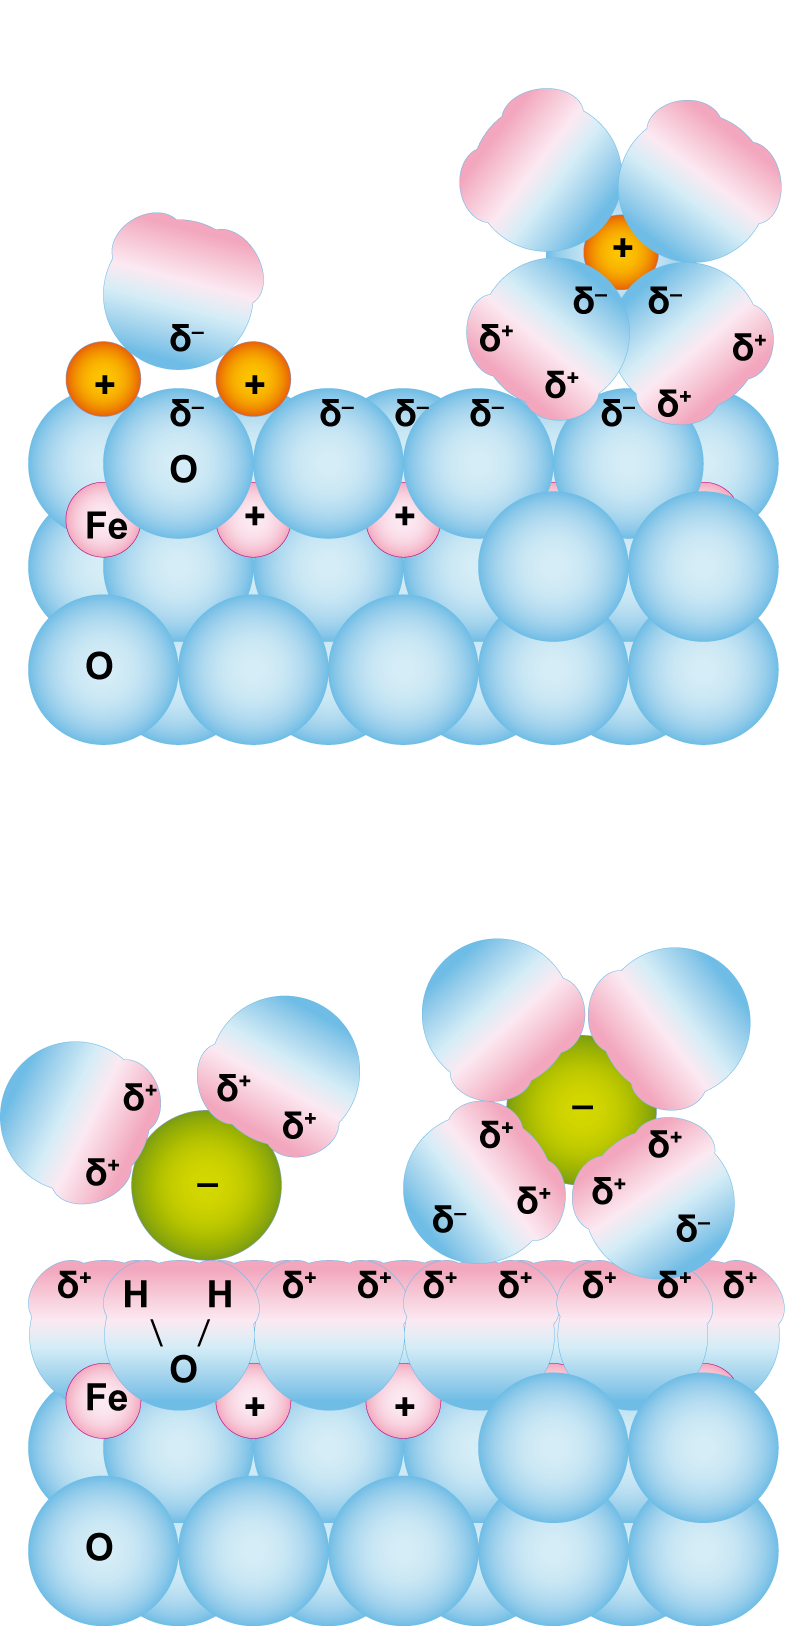 +
δ− δ−
δ+ δ+
δ−
δ+
+ +
δ+
δ− δ− δ− δ− δ−
O
Fe + +
O
−
δ+ δ+
δ+ δ+ δ+
δ+
− δ+ δ+
δ− δ−
δ+ H H δ+ δ+ δ+ δ+ δ+ δ+ δ+
O
Fe + +
O